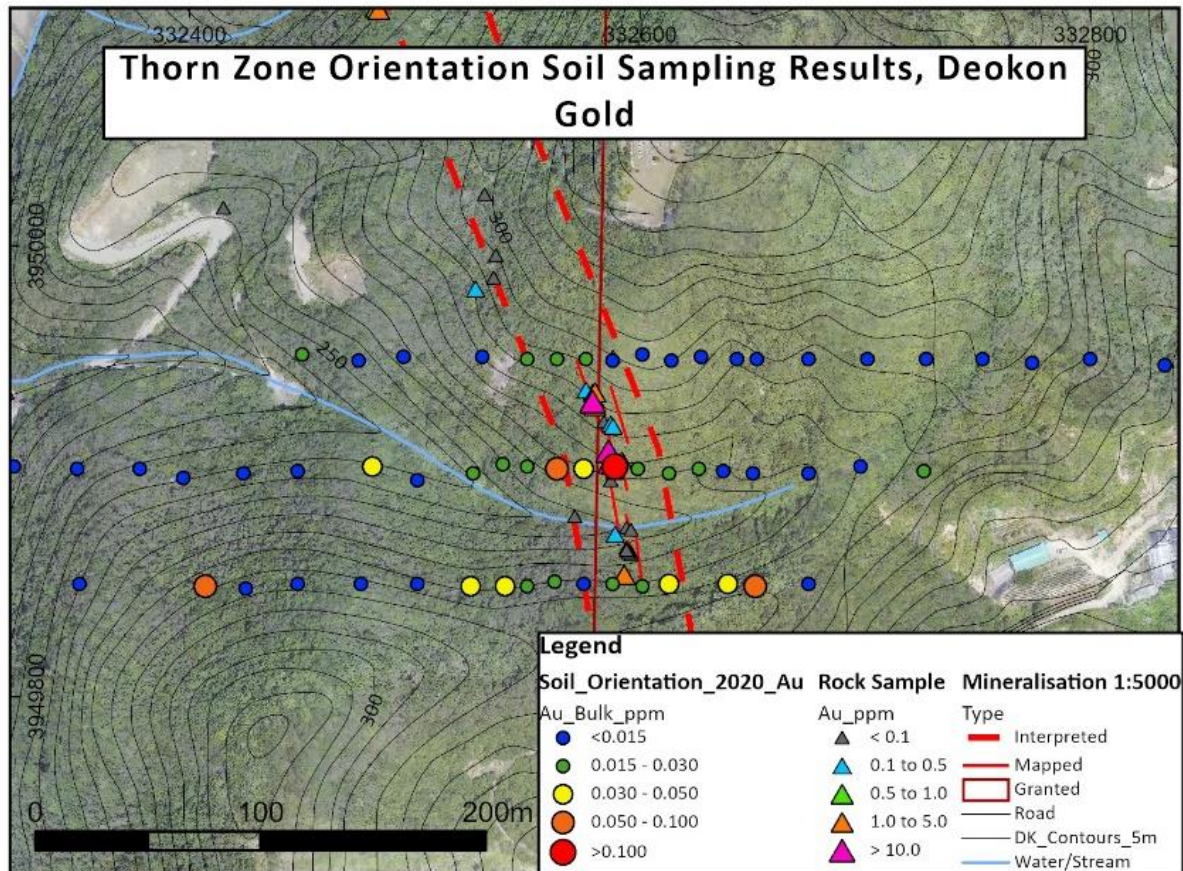 332400
332600
332800
Thorn Zone Orientation Soil Sampling Results, Deokon
Gold
3950000
300
250
3949800
300
0
100
200m
Legend
Soil_Orientation_2020_Au
Au_Bulk_ppm
<0.015
0.015 - 0.030
0.030 - 0.050
0.050 - 0.100
>0.100
Rock Sample
Au_ppm
< 0.1
0.1 to 0.5
0.5 to 1.0
1.0 to 5.0
> 10.0
Mineralisation 1:5000
Type
Interpreted
Mapped
Granted
Road
DK_Contours_5m
Water/Stream